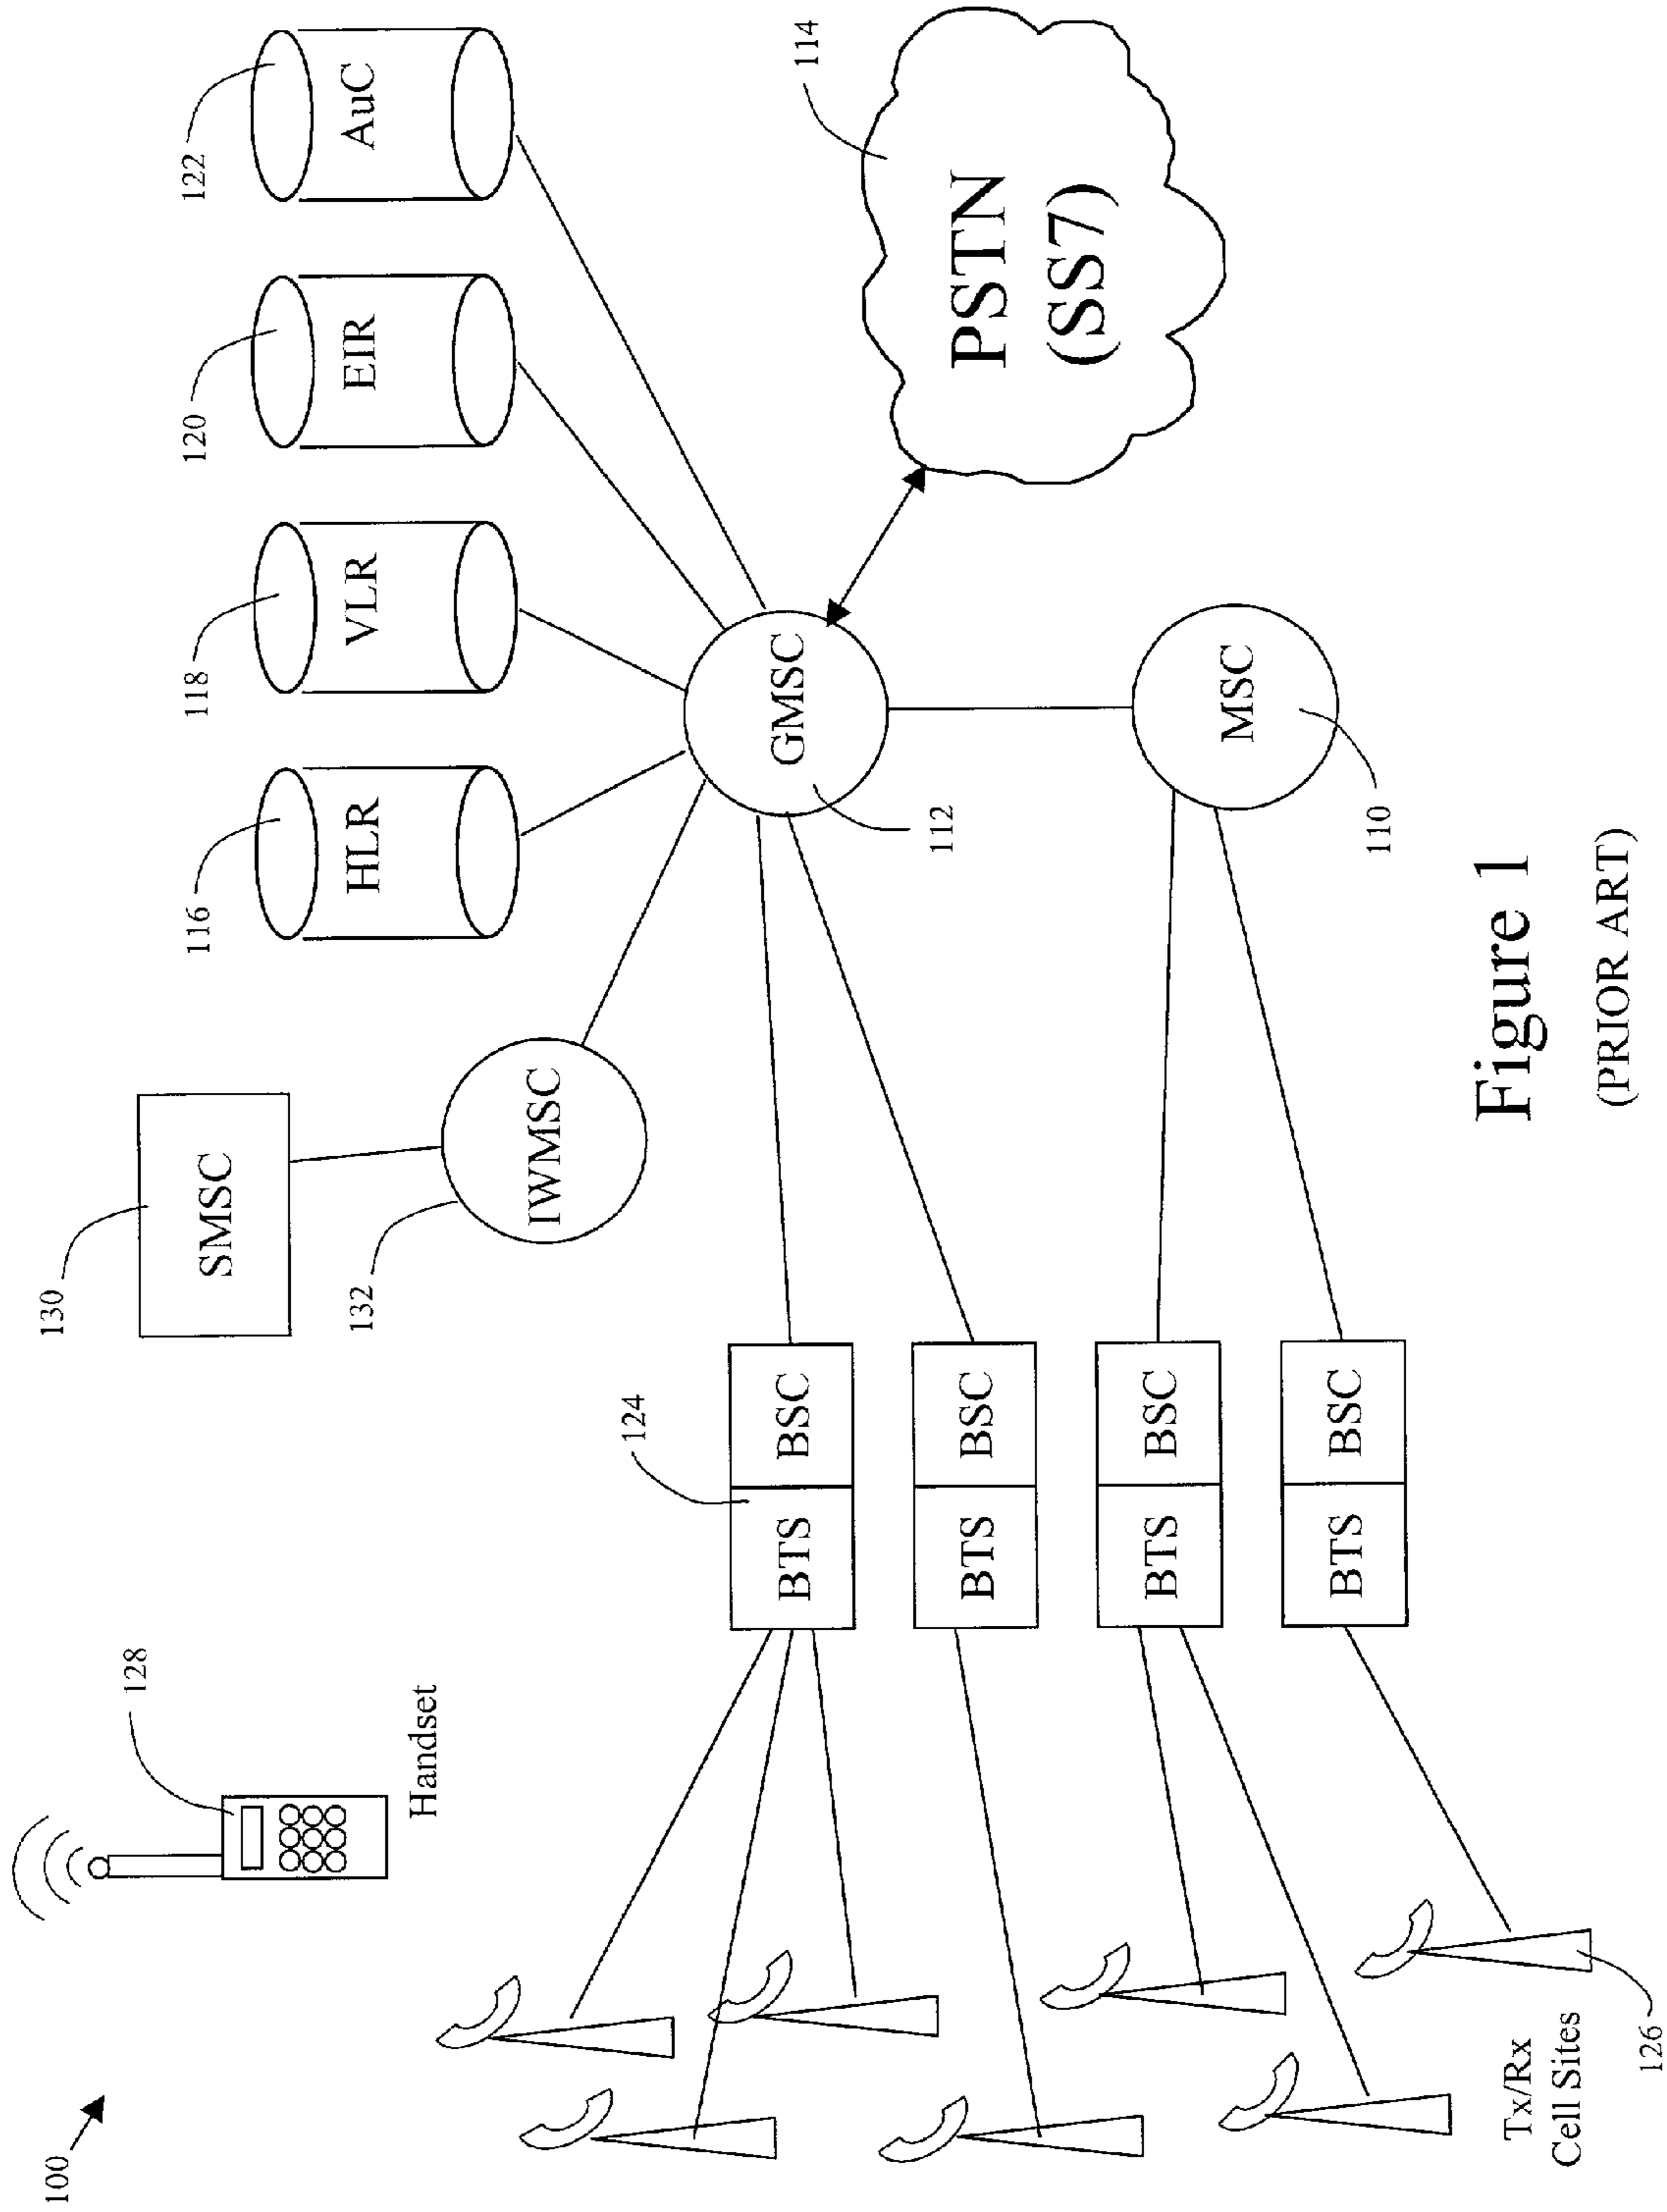 100
128
Handset
130
SMSC
132
IWMSC
116
HLR
118
VLR
120
EIR
122
AuC
124
BTS
BSC
BTS
BSC
BTS
BSC
BTS
BSC
GMSC
112
114
PSTN
(SS7)
MSC
110
Tx/Rx
Cell Sites
126
Figure 1
(PRIOR ART)